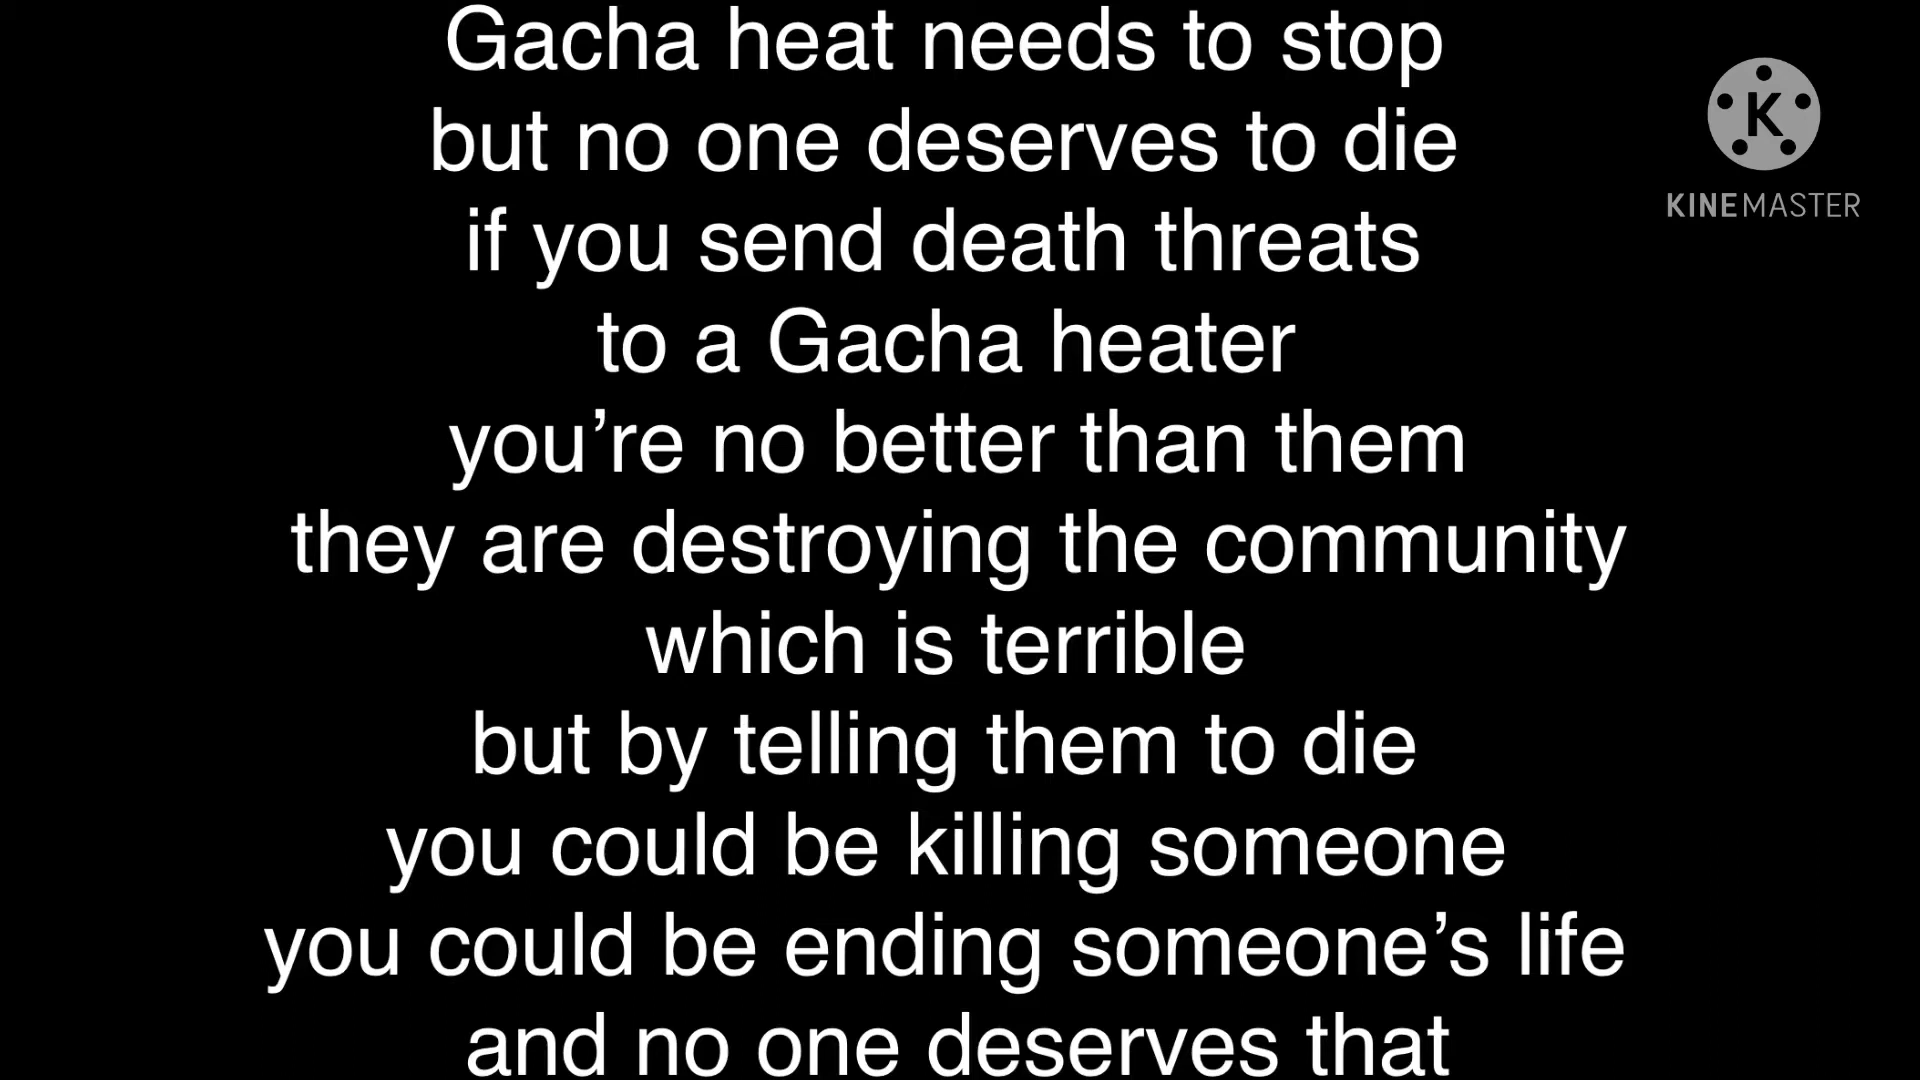 Gacha heat needs to stop
but no one deserves to die
if you send death threats
to a Gacha heater
you’re no better than them
they are destroying the community
which is terrible
but by telling them to die
you could be killing someone
you could be ending someone’s life
and no one deserves that
K
KINEMASTER